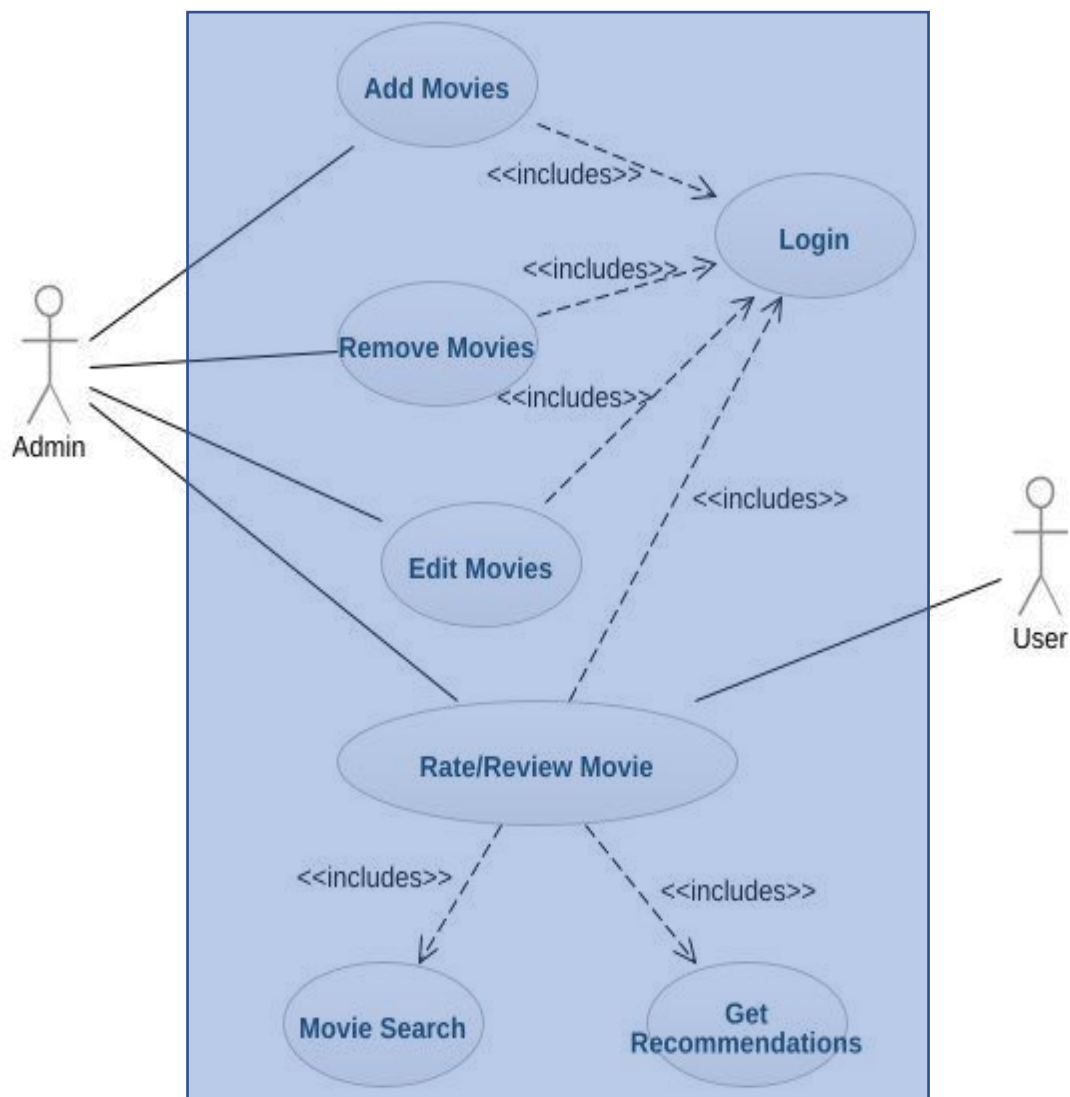 Add Movies
<<includes>>
Login
<<includes>>
Remove Movies
<<includes>>
Admin
<<includes>>
Edit Movies
User
Rate/Review Movie
<<includes>>
<<includes>>
Movie Search
Get
Recommendations